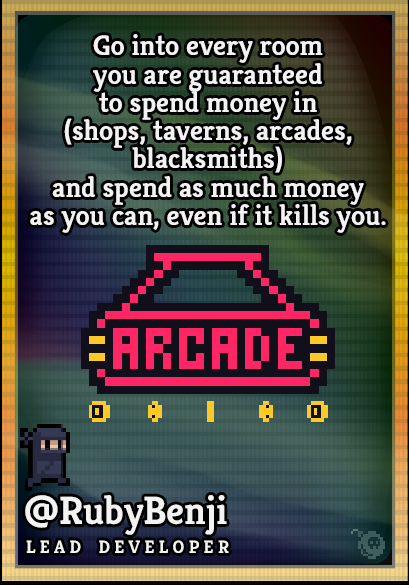 Go into every room
you are guaranteed
to spend money in
(shops, taverns, arcades,
blacksmiths)
and spend as much money
as you can, even if it kills you.
ARCADE
@RubyBenji
LEAD DEVELOPER